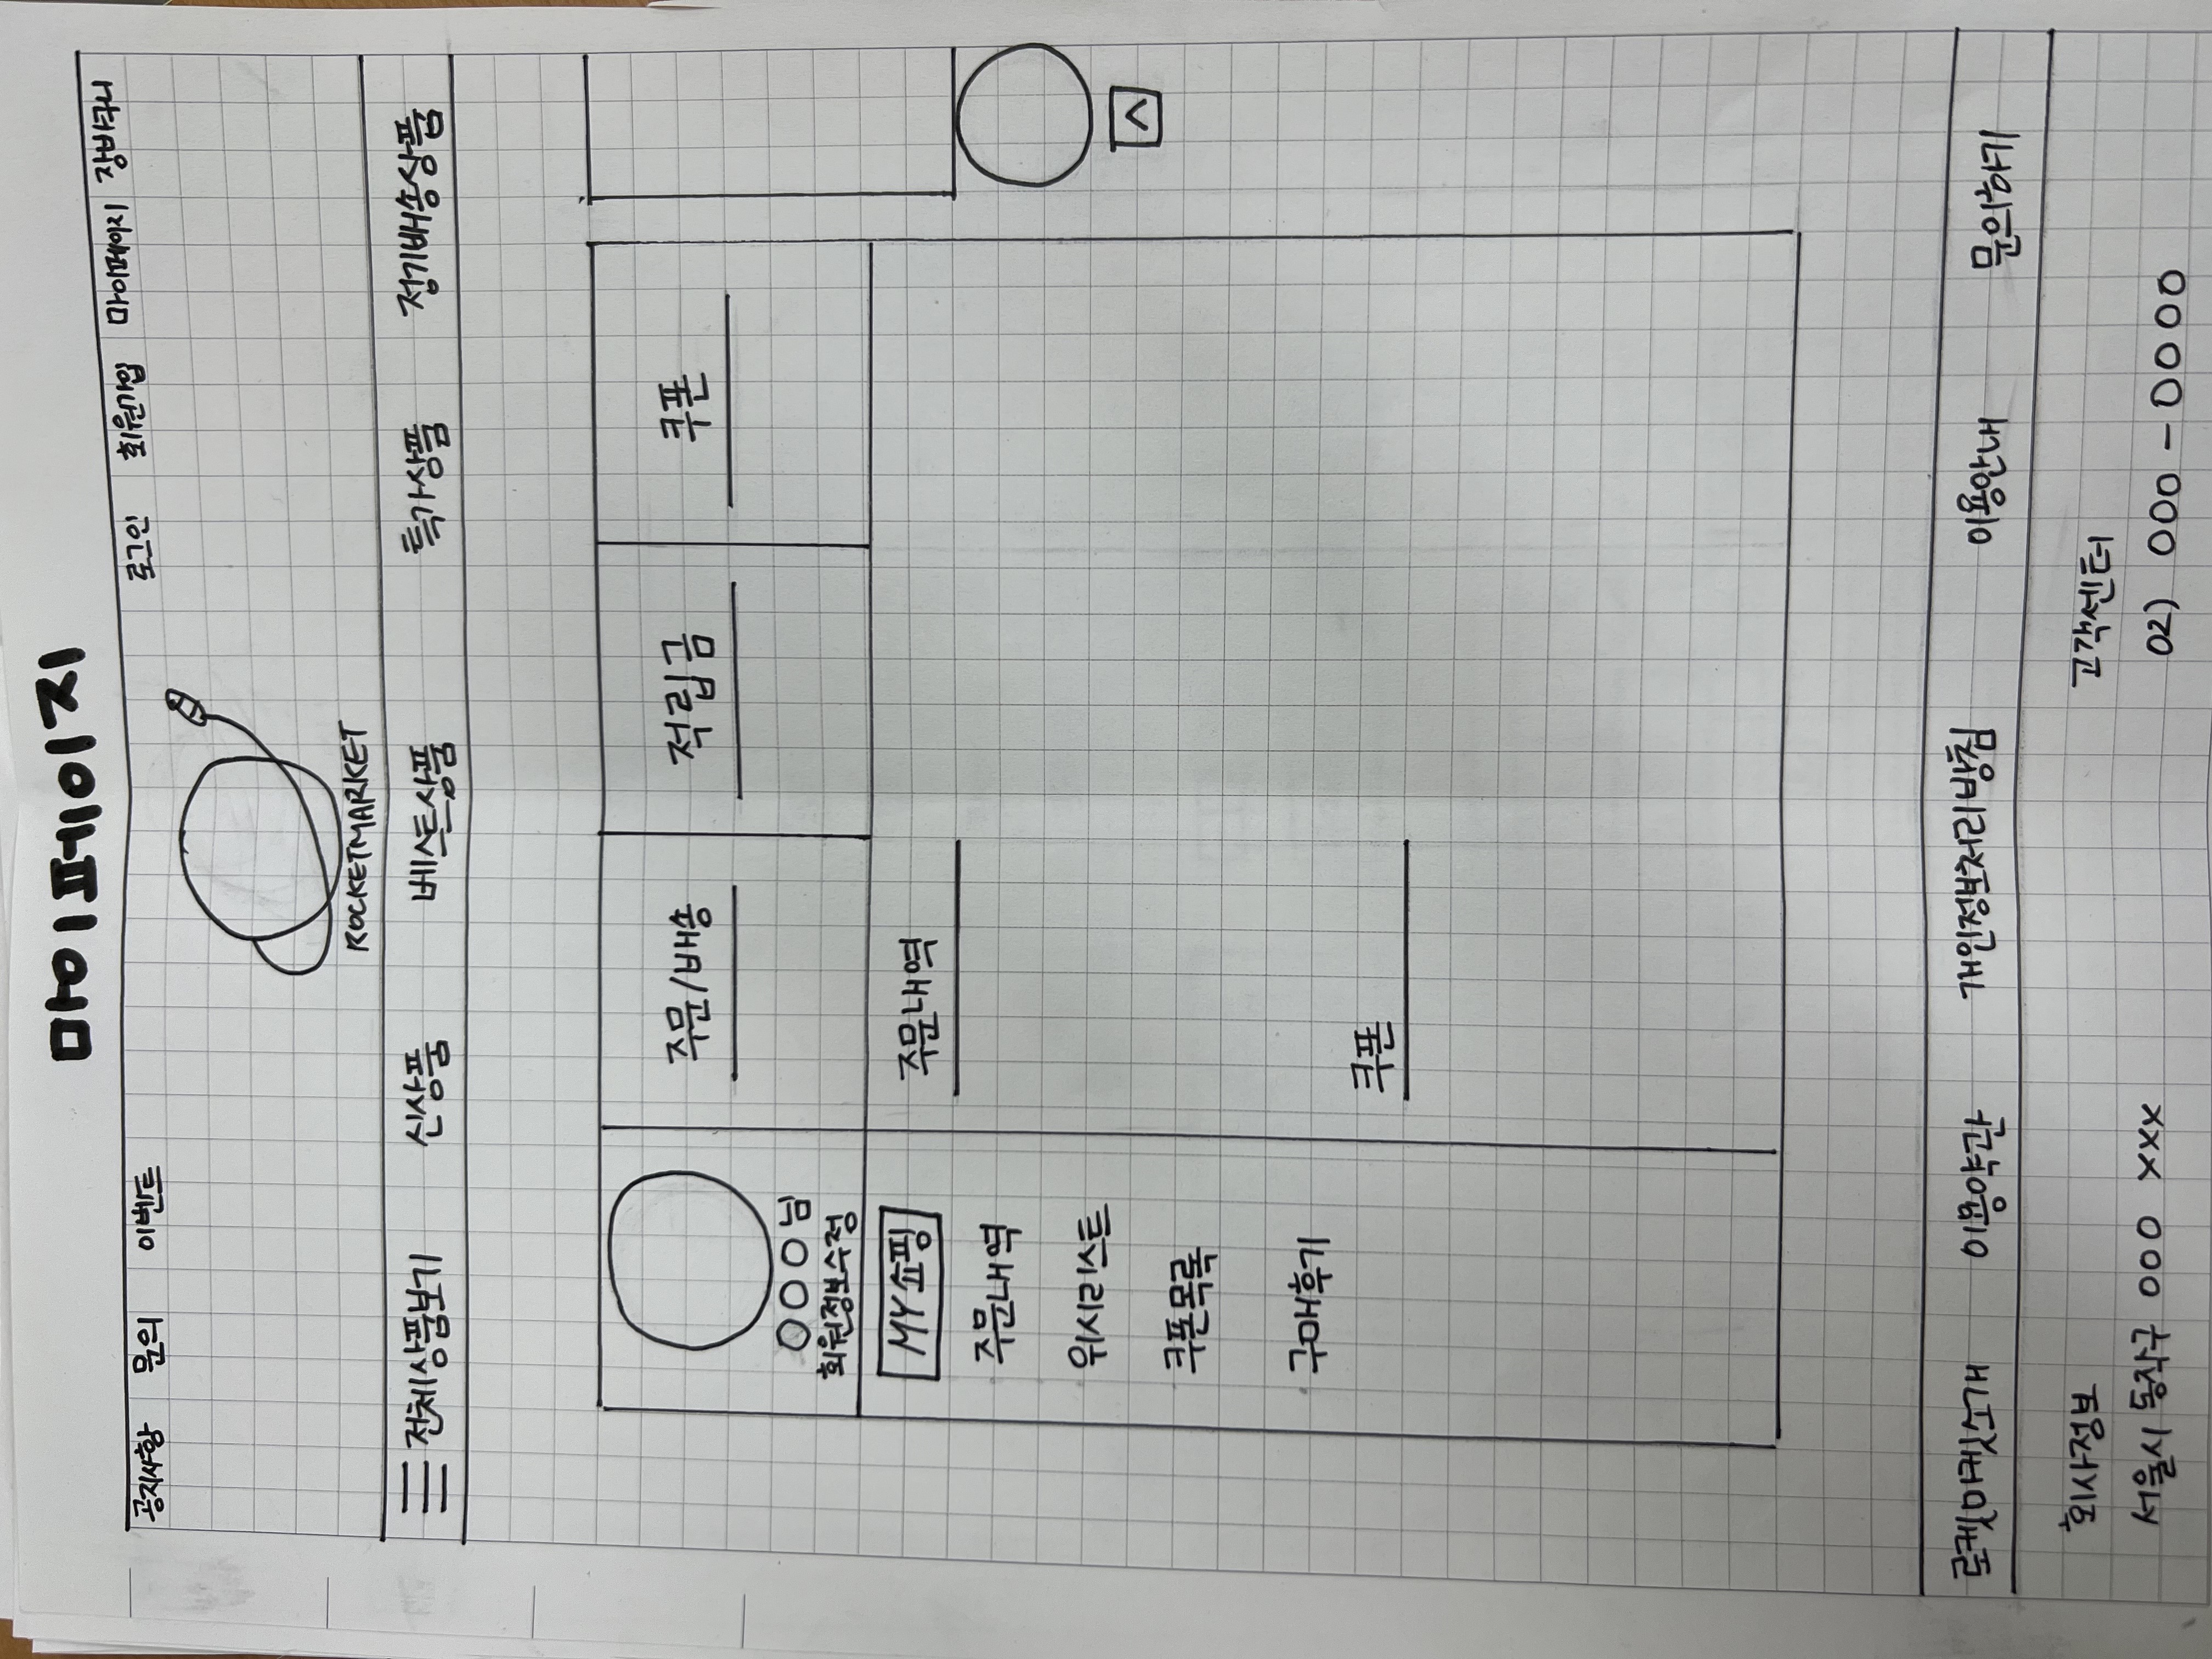 마이페이지
공지사항 문의 이벤트 로그인 회원가입 마이페이지 장바구니
ROCKETMARKET
전체상품보기 신상품 베스트상품 특가상품 정기배송상품
주문/배송 적립금 쿠폰
○○○님
회원정보수정
MY쇼핑
주문내역
위시리스트
쿠폰목록
구매후기
주문내역
쿠폰
로켓마켓소개 이용약관 개인정보처리방침 이용안내 문의하기
회사정보
서울시 동작구 ○○○ XXX
고객센터
02) 000-0000